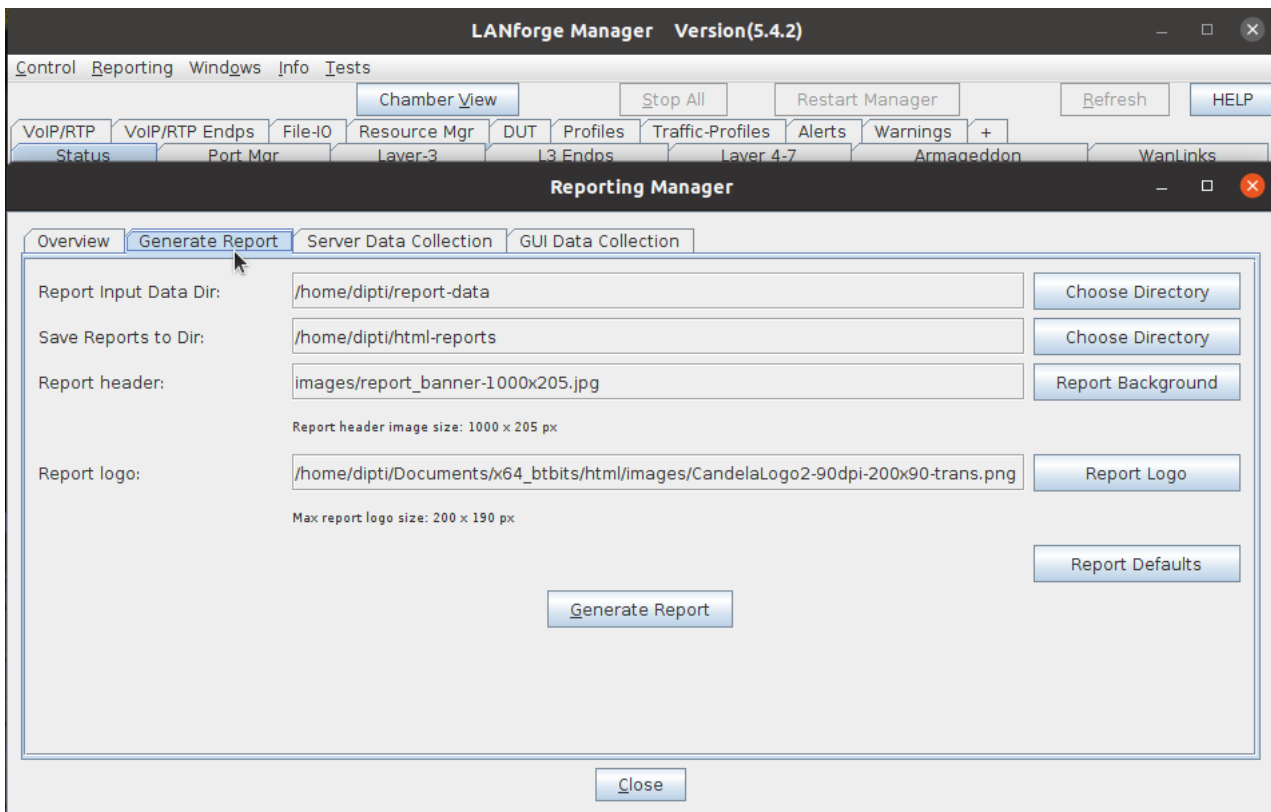 LANforge Manager Version(5.4.2)
Control Reporting Windows Info Tests
Chamber View Stop All Restart Manager Refresh HELP
VoIP/RTP VoIP/RTP Endps File-IO Resource Mgr DUT Profiles Traffic-Profiles Alerts Warnings +
Status Port Mgr Layer-3 L3 Endps Layer 4-7 Armageddon WanLinks
Reporting Manager
Overview Generate Report Server Data Collection GUI Data Collection
Report Input Data Dir: /home/dipti/report-data Choose Directory
Save Reports to Dir: /home/dipti/html-reports Choose Directory
Report header: images/report_banner-1000x205.jpg Report Background
Report header image size: 1000 x 205 px
Report logo: /home/dipti/Documents/x64_btbits/html/images/CandelaLogo2-90dpi-200x90-trans.png Report Logo
Max report logo size: 200 x 190 px
Report Defaults
Generate Report
Close